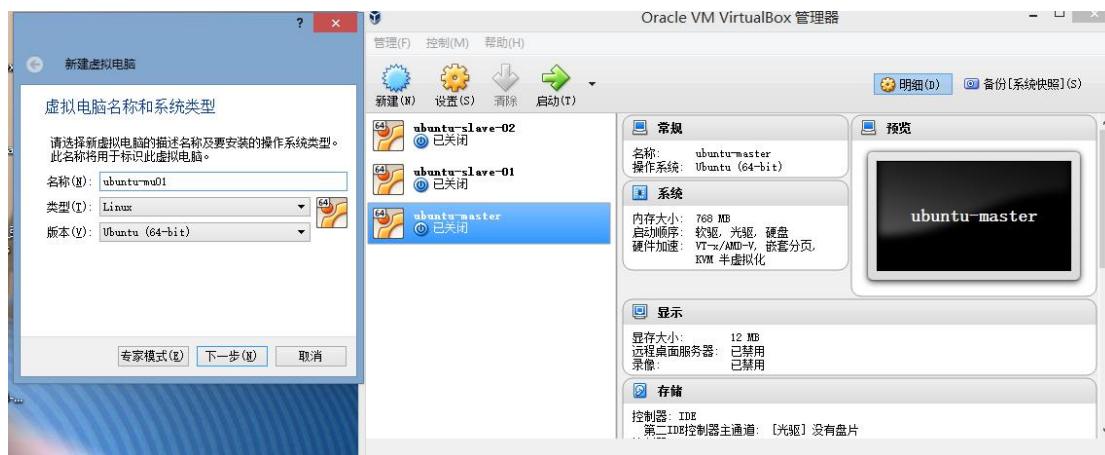 新建虚拟电脑
虚拟电脑名称和系统类型
请选择新虚拟电脑的描述名称及要安装的操作系统类型。
此名称将用于标识此虚拟电脑。
名称(N): ubuntu-mu01
类型(T): Linux
版本(V): Ubuntu (64-bit)
专家模式(E) 下一步(N) 取消
Oracle VM VirtualBox 管理器
管理(F) 控制(M) 帮助(H)
新建(N) 设置(S) 清除 启动(T) 明细(D) 备份[系统快照](S)
64 ubuntu-slave-02
已关闭
64 ubuntu-slave-01
已关闭
64 ubuntu-master
已关闭
常规
名称: ubuntu-master
操作系统: Ubuntu (64-bit)
系统
内存大小: 768 MB
启动顺序: 软驱, 光驱, 硬盘
硬件加速: VT-x/AMD-V, 嵌套分页,
KVM 半虚拟化
预览
ubuntu-master
显示
显存大小: 12 MB
远程桌面服务器: 已禁用
录像: 已禁用
存储
控制器: IDE
第二IDE控制器主通道: [光驱] 没有盘片